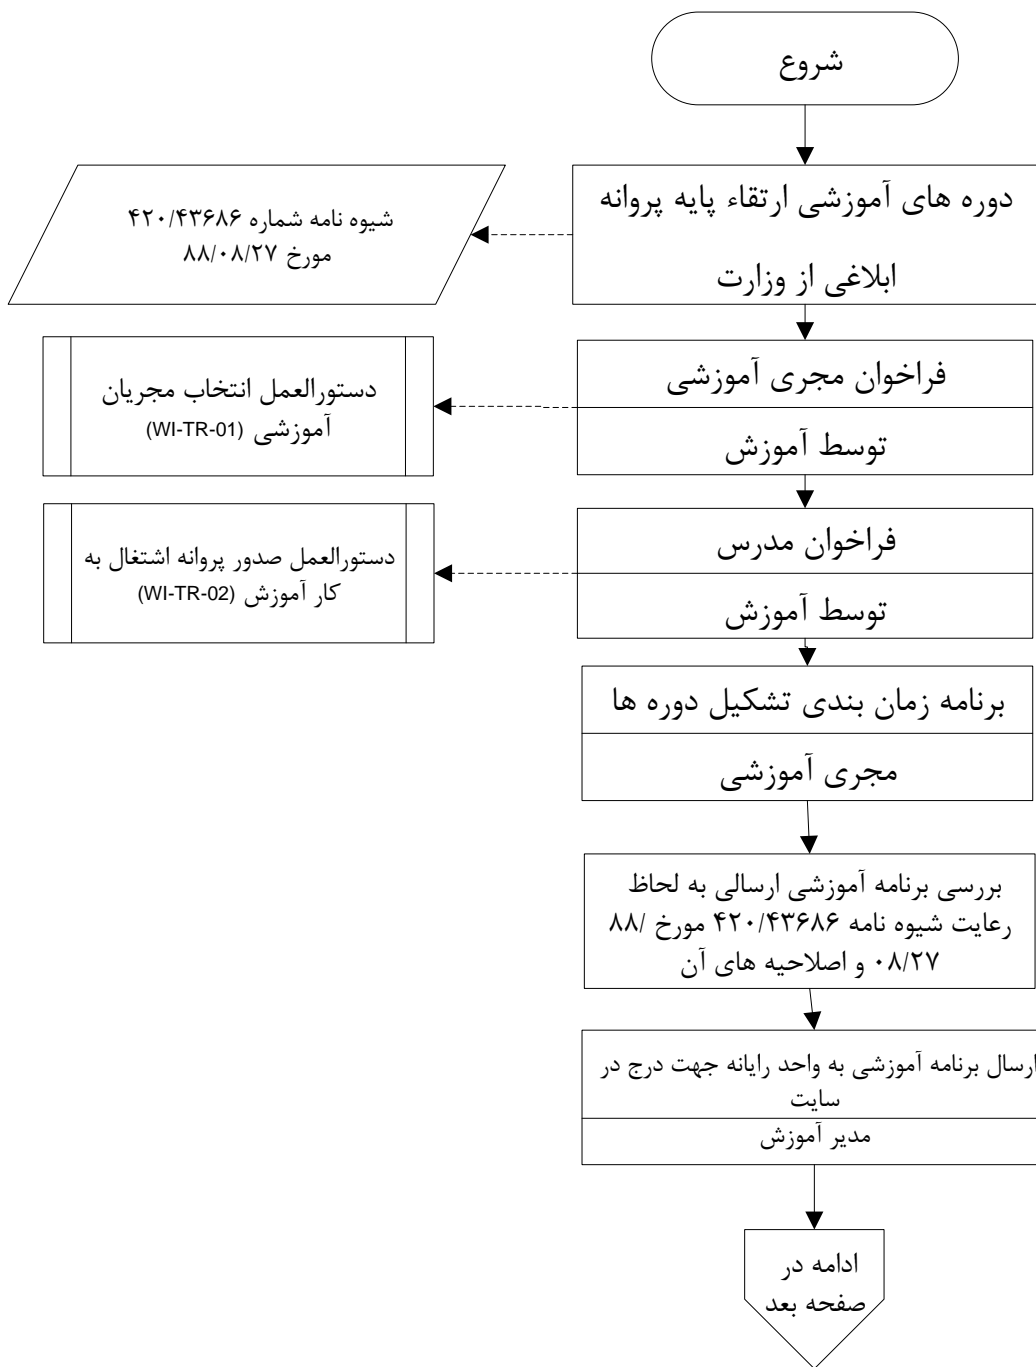 شروع
دوره های آموزشی ارتقاء پایه پروانه
ابلاغی از وزارت
شیوه نامه شماره ۴۲۰/۴۳۶۸۶
مورخ ۸۸/۰۸/۲۷
فراخوان مجری آموزشی
توسط آموزش
دستورالعمل انتخاب مجریان
آموزشی (WI-TR-01)
فراخوان مدرس
توسط آموزش
دستورالعمل صدور پروانه اشتغال به
کار آموزش (WI-TR-02)
برنامه زمان بندی تشکیل دوره ها
مجری آموزشی
بررسی برنامه آموزشی ارسالی به لحاظ
رعایت شیوه نامه ۴۲۰/۴۳۶۸۶ مورخ ۸۸/
۰۸/۲۷ و اصلاحیه های آن
ارسال برنامه آموزشی به واحد رایانه جهت درج در
سایت
مدیر آموزش
ادامه در
صفحه بعد